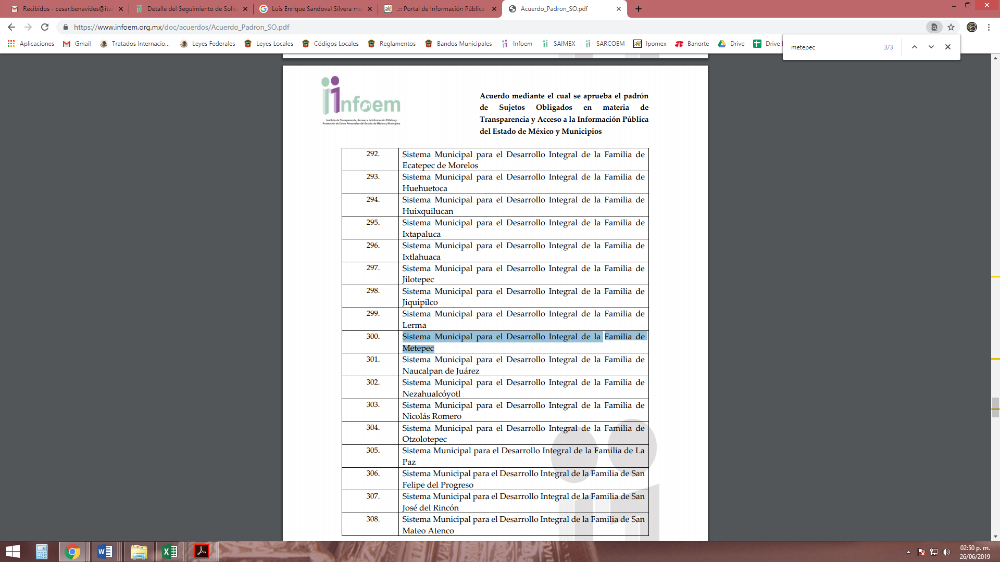 Recibidos - cesar.benavides@itai
Detalle del Seguimiento de Solic
Luis Enrique Sandoval Silvera me
..:: Portal de Información Pública
Acuerdo_Padron_SO.pdf
https://www.infoem.org.mx/doc/acuerdos/Acuerdo_Padron_SO.pdf
Aplicaciones
Gmail
Tratados Internacio...
Leyes Federales
Leyes Locales
Códigos Locales
Reglamentos
Bandos Municipales
Infoem
SAIMEX
SARCOEM
Ipomex
Banorte
Drive
Drive
metepec
3/3
infoem
Instituto de Transparencia, Acceso a la Información Pública y
Protección de Datos Personales del Estado de México y Municipios
Acuerdo mediante el cual se aprueba el padrón
de Sujetos Obligados en materia de
Transparencia y Acceso a la Información Pública
del Estado de México y Municipios
292. Sistema Municipal para el Desarrollo Integral de la Familia de
Ecatepec de Morelos
293. Sistema Municipal para el Desarrollo Integral de la Familia de
Huehuetoca
294. Sistema Municipal para el Desarrollo Integral de la Familia de
Huixquilucan
295. Sistema Municipal para el Desarrollo Integral de la Familia de
Ixtapaluca
296. Sistema Municipal para el Desarrollo Integral de la Familia de
Ixtlahuaca
297. Sistema Municipal para el Desarrollo Integral de la Familia de
Jilotepec
298. Sistema Municipal para el Desarrollo Integral de la Familia de
Jiquipilco
299. Sistema Municipal para el Desarrollo Integral de la Familia de
Lerma
300. Sistema Municipal para el Desarrollo Integral de la Familia de
Metepec
301. Sistema Municipal para el Desarrollo Integral de la Familia de
Naucalpan de Juárez
302. Sistema Municipal para el Desarrollo Integral de la Familia de
Nezahualcóyotl
303. Sistema Municipal para el Desarrollo Integral de la Familia de
Nicolás Romero
304. Sistema Municipal para el Desarrollo Integral de la Familia de
Otzolotepec
305. Sistema Municipal para el Desarrollo Integral de la Familia de La
Paz
306. Sistema Municipal para el Desarrollo Integral de la Familia de San
Felipe del Progreso
307. Sistema Municipal para el Desarrollo Integral de la Familia de San
José del Rincón
308. Sistema Municipal para el Desarrollo Integral de la Familia de San
Mateo Atenco
02:50 p. m.
26/06/2019